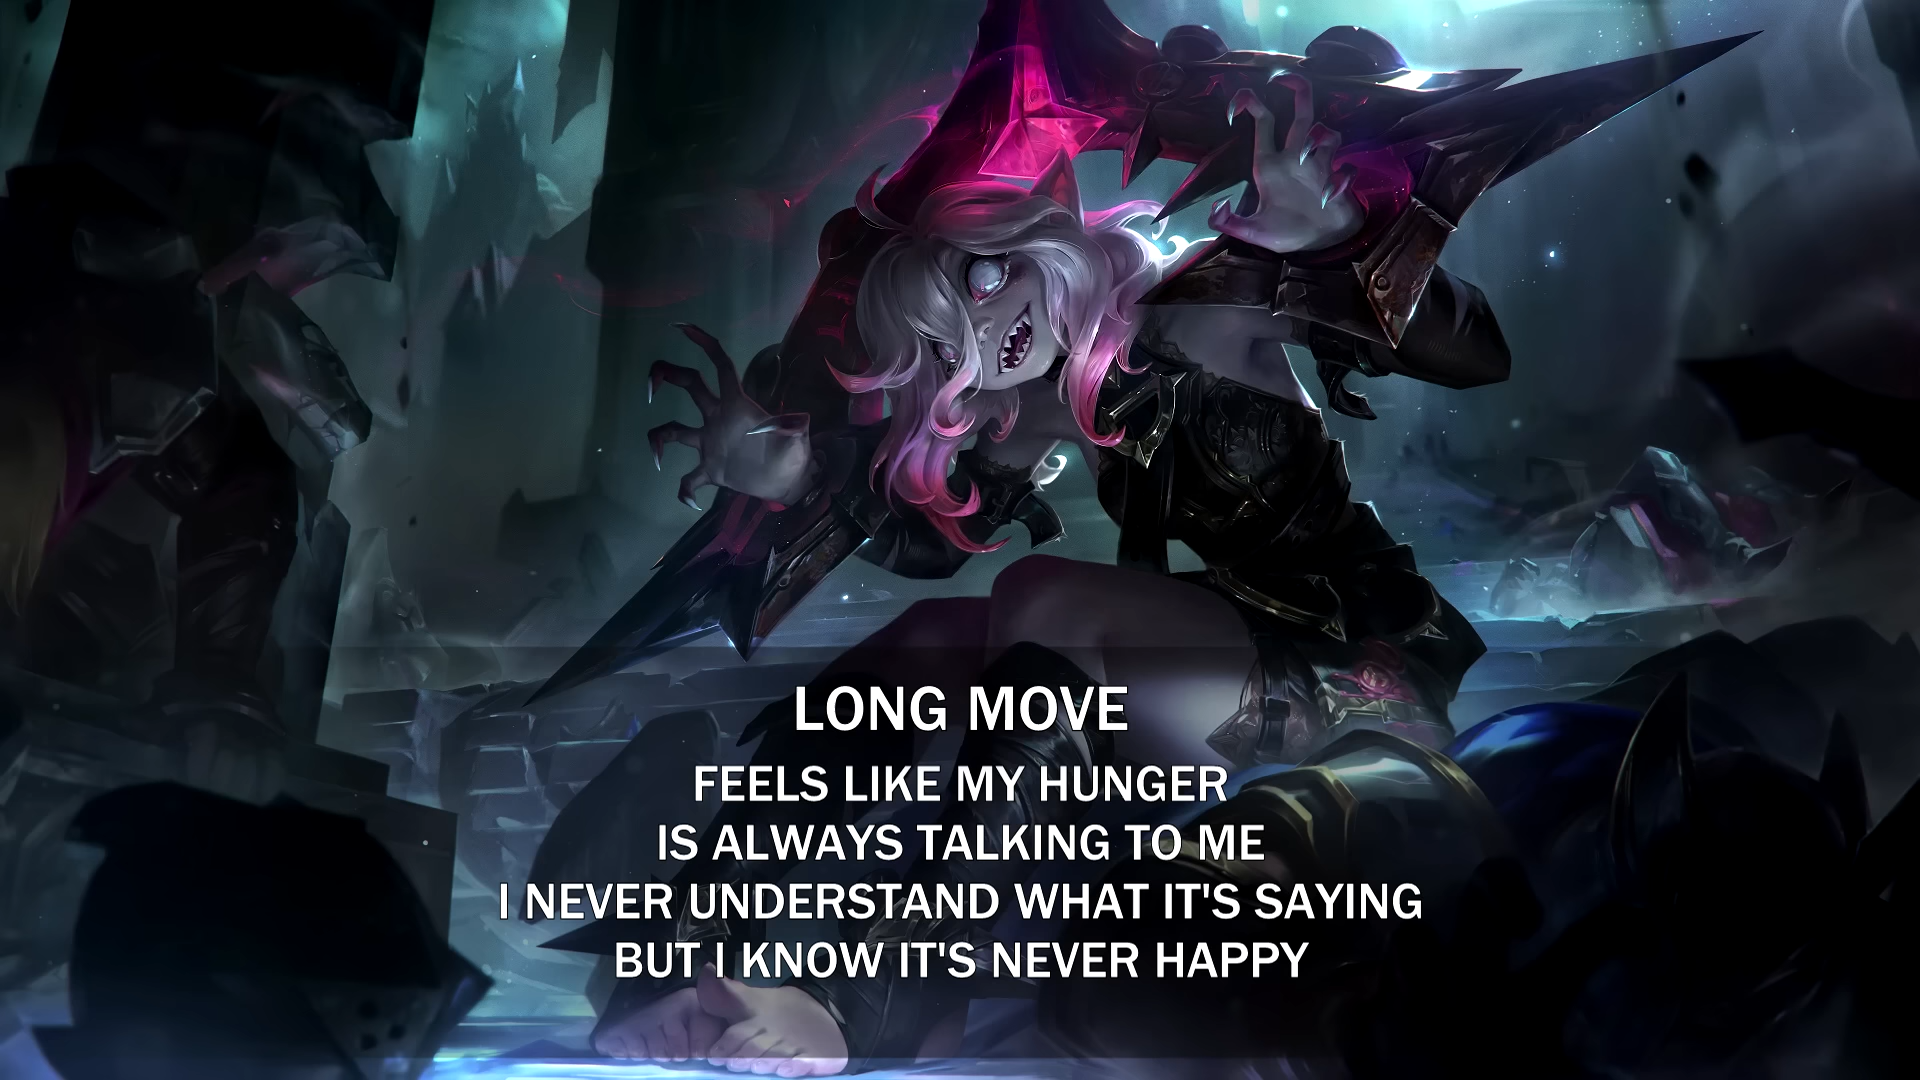 LONG MOVE
FEELS LIKE MY HUNGER
IS ALWAYS TALKING TO ME
I NEVER UNDERSTAND WHAT IT'S SAYING
BUT I KNOW IT'S NEVER HAPPY